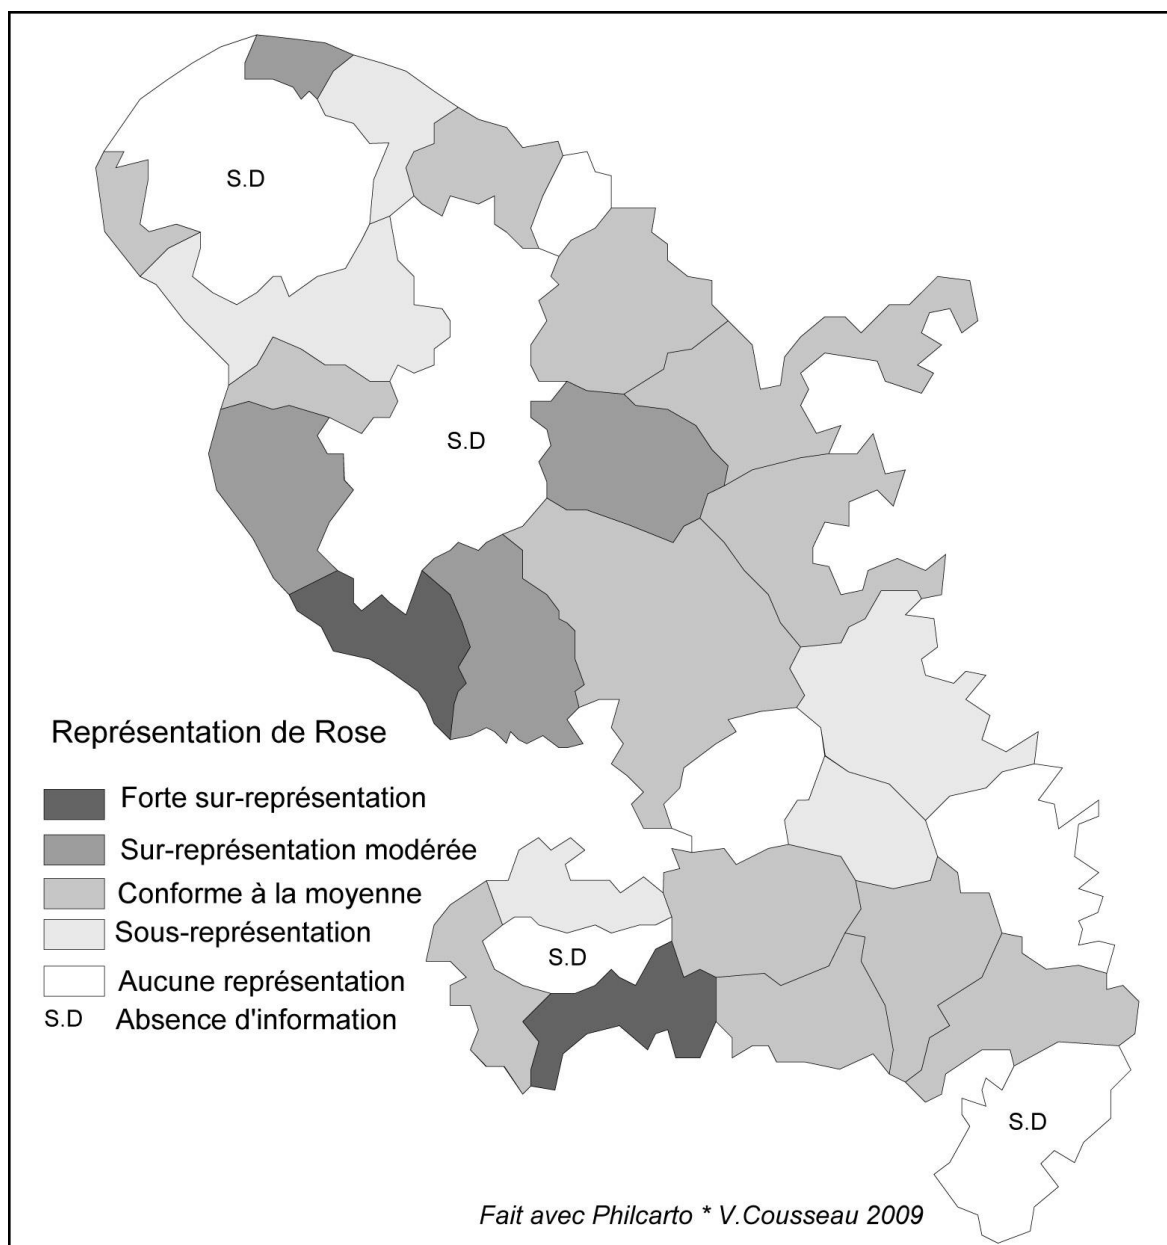 S.D
S.D
Représentation de Rose
Forte sur-représentation
Sur-représentation modérée
Conforme à la moyenne
Sous-représentation
Aucune représentation
S.D Absence d'information
S.D
S.D
Fait avec Philcarto * V.Cousseau 2009